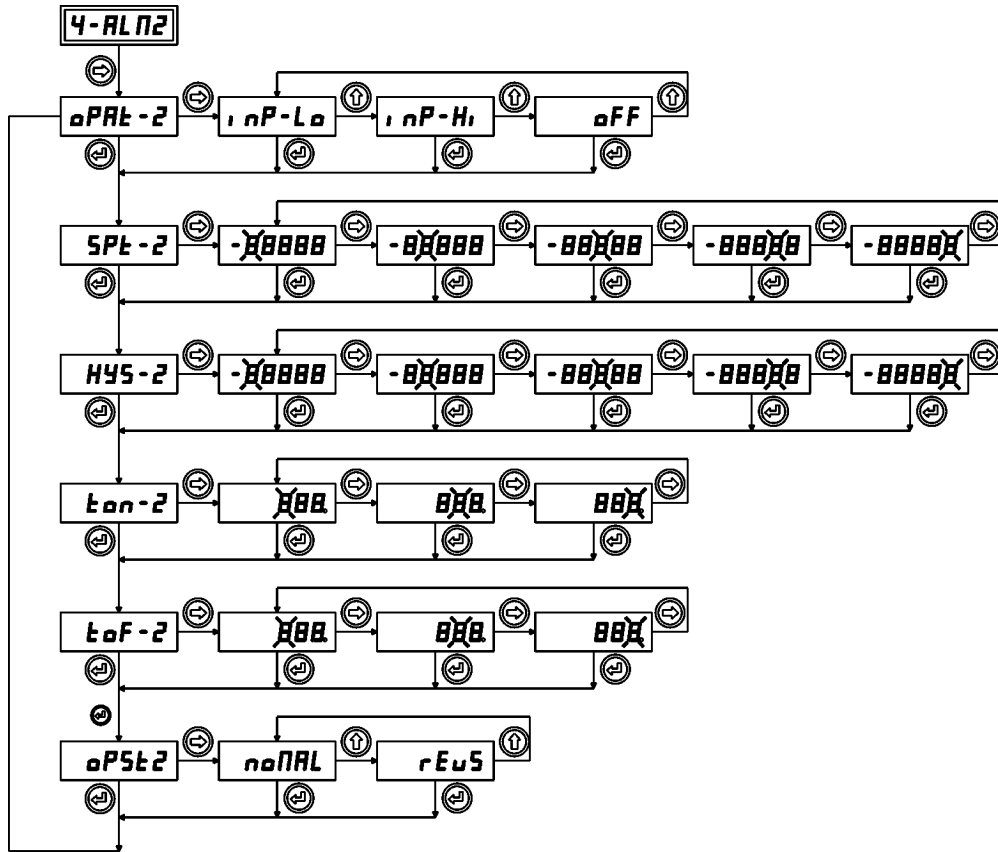 4-ALM2
oPAt-2 inP-Lo inP-Hi oFF
SPt-2 -88888 -88888 -88888 -88888 -88888
HYS-2 -88888 -88888 -88888 -88888 -88888
ton-2 888. 888. 888.
toF-2 888. 888. 888.
oPSt2 noMAL rEvS